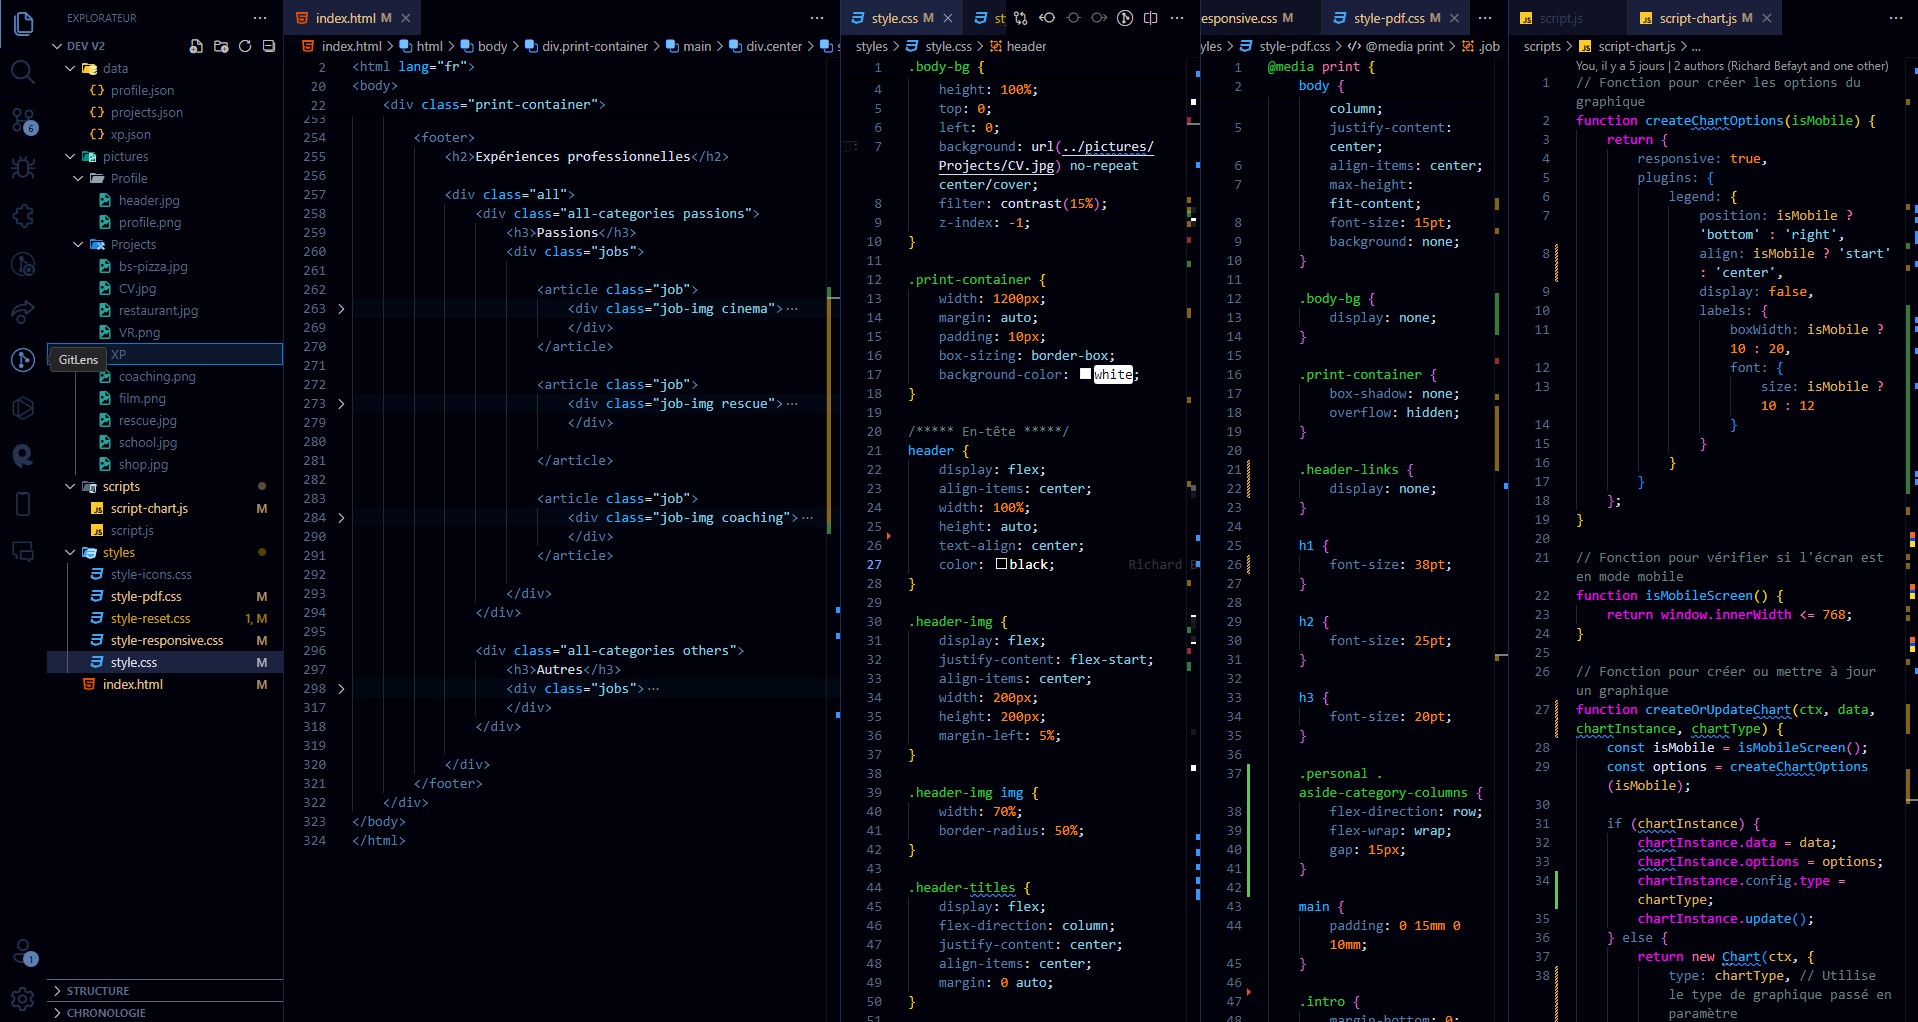 EXPLORATEUR
DEV V2
data
profile.json
projects.json
xp.json
pictures
Profile
header.jpg
profile.png
Projects
bs-pizza.jpg
CV.jpg
restaurant.jpg
VR.png
GitLens
XP
coaching.png
film.png
rescue.jpg
school.jpg
shop.jpg
scripts
script-chart.js M
script.js
styles
style-icons.css
style-pdf.css M
style-reset.css 1, M
style-responsive.css M
style.css M
index.html M
STRUCTURE
CHRONOLOGIE
6
1
index.html M
index.html > html > body > div.print-container > main > div.center >
2 <html lang="fr">
20 <body>
22 <div class="print-container">
253
254 <footer>
255 <h2>Expériences professionnelles</h2>
256
257 <div class="all">
258 <div class="all-categories passions">
259 <h3>Passions</h3>
260 <div class="jobs">
261
262 <article class="job">
263 <div class="job-img cinema">⋯
269 </div>
270 </article>
271
272 <article class="job">
273 <div class="job-img rescue">⋯
279 </div>
280
281 </article>
282
283 <article class="job">
284 <div class="job-img coaching">⋯
290 </div>
291 </article>
292
293 </div>
294 </div>
295
296 <div class="all-categories others">
297 <h3>Autres</h3>
298 <div class="jobs">⋯
317 </div>
318 </div>
319
320 </div>
321 </footer>
322 </div>
323 </body>
324 </html>
style.css M
styles > style.css > header
1 .body-bg {
4 height: 100%;
5 top: 0;
6 left: 0;
7 background: url(../pictures/
Projects/CV.jpg) no-repeat
center/cover;
8 filter: contrast(15%);
9 z-index: -1;
10 }
11
12 .print-container {
13 width: 1200px;
14 margin: auto;
15 padding: 10px;
16 box-sizing: border-box;
17 background-color: white;
18 }
19
20 /***** En-tête *****/
21 header {
22 display: flex;
23 align-items: center;
24 width: 100%;
25 height: auto;
26 text-align: center;
27 color: black; Richard B
28 }
29
30 .header-img {
31 display: flex;
32 justify-content: flex-start;
33 align-items: center;
34 width: 200px;
35 height: 200px;
36 margin-left: 5%;
37 }
38
39 .header-img img {
40 width: 70%;
41 border-radius: 50%;
42 }
43
44 .header-titles {
45 display: flex;
46 flex-direction: column;
47 justify-content: center;
48 align-items: center;
49 margin: 0 auto;
50 }
51
esponsive.css M
style-pdf.css M
yles > style-pdf.css > @media print > .job
1 @media print {
2 body {
column;
5 justify-content:
center;
6 align-items: center;
7 max-height:
fit-content;
8 font-size: 15pt;
9 background: none;
10 }
11
12 .body-bg {
13 display: none;
14 }
15
16 .print-container {
17 box-shadow: none;
18 overflow: hidden;
19 }
20
21 .header-links {
22 display: none;
23 }
24
25 h1 {
26 font-size: 38pt;
27 }
28
29 h2 {
30 font-size: 25pt;
31 }
32
33 h3 {
34 font-size: 20pt;
35 }
36
37 .personal .
aside-category-columns {
38 flex-direction: row;
39 flex-wrap: wrap;
40 gap: 15px;
41 }
42
43 main {
44 padding: 0 15mm 0
10mm;
45 }
46
47 .intro {
48 margin-bottom: 0;
script.js
script-chart.js M
scripts > script-chart.js > ...
You, il y a 5 jours | 2 authors (Richard Befayt and one other)
1 // Fonction pour créer les options du
graphique
2 function createChartOptions(isMobile) {
3 return {
4 responsive: true,
5 plugins: {
6 legend: {
7 position: isMobile ?
'bottom' : 'right',
8 align: isMobile ? 'start'
: 'center',
9 display: false,
10 labels: {
11 boxWidth: isMobile ?
10 : 20,
12 font: {
13 size: isMobile ?
10 : 12
14 }
15 }
16 }
17 }
18 };
19 }
20
21 // Fonction pour vérifier si l'écran est
en mode mobile
22 function isMobileScreen() {
23 return window.innerWidth <= 768;
24 }
25
26 // Fonction pour créer ou mettre à jour
un graphique
27 function createOrUpdateChart(ctx, data,
chartInstance, chartType) {
28 const isMobile = isMobileScreen();
29 const options = createChartOptions
(isMobile);
30
31 if (chartInstance) {
32 chartInstance.data = data;
33 chartInstance.options = options;
34 chartInstance.config.type =
chartType;
35 chartInstance.update();
36 } else {
37 return new Chart(ctx, {
38 type: chartType, // Utilise
le type de graphique passé en
paramètre